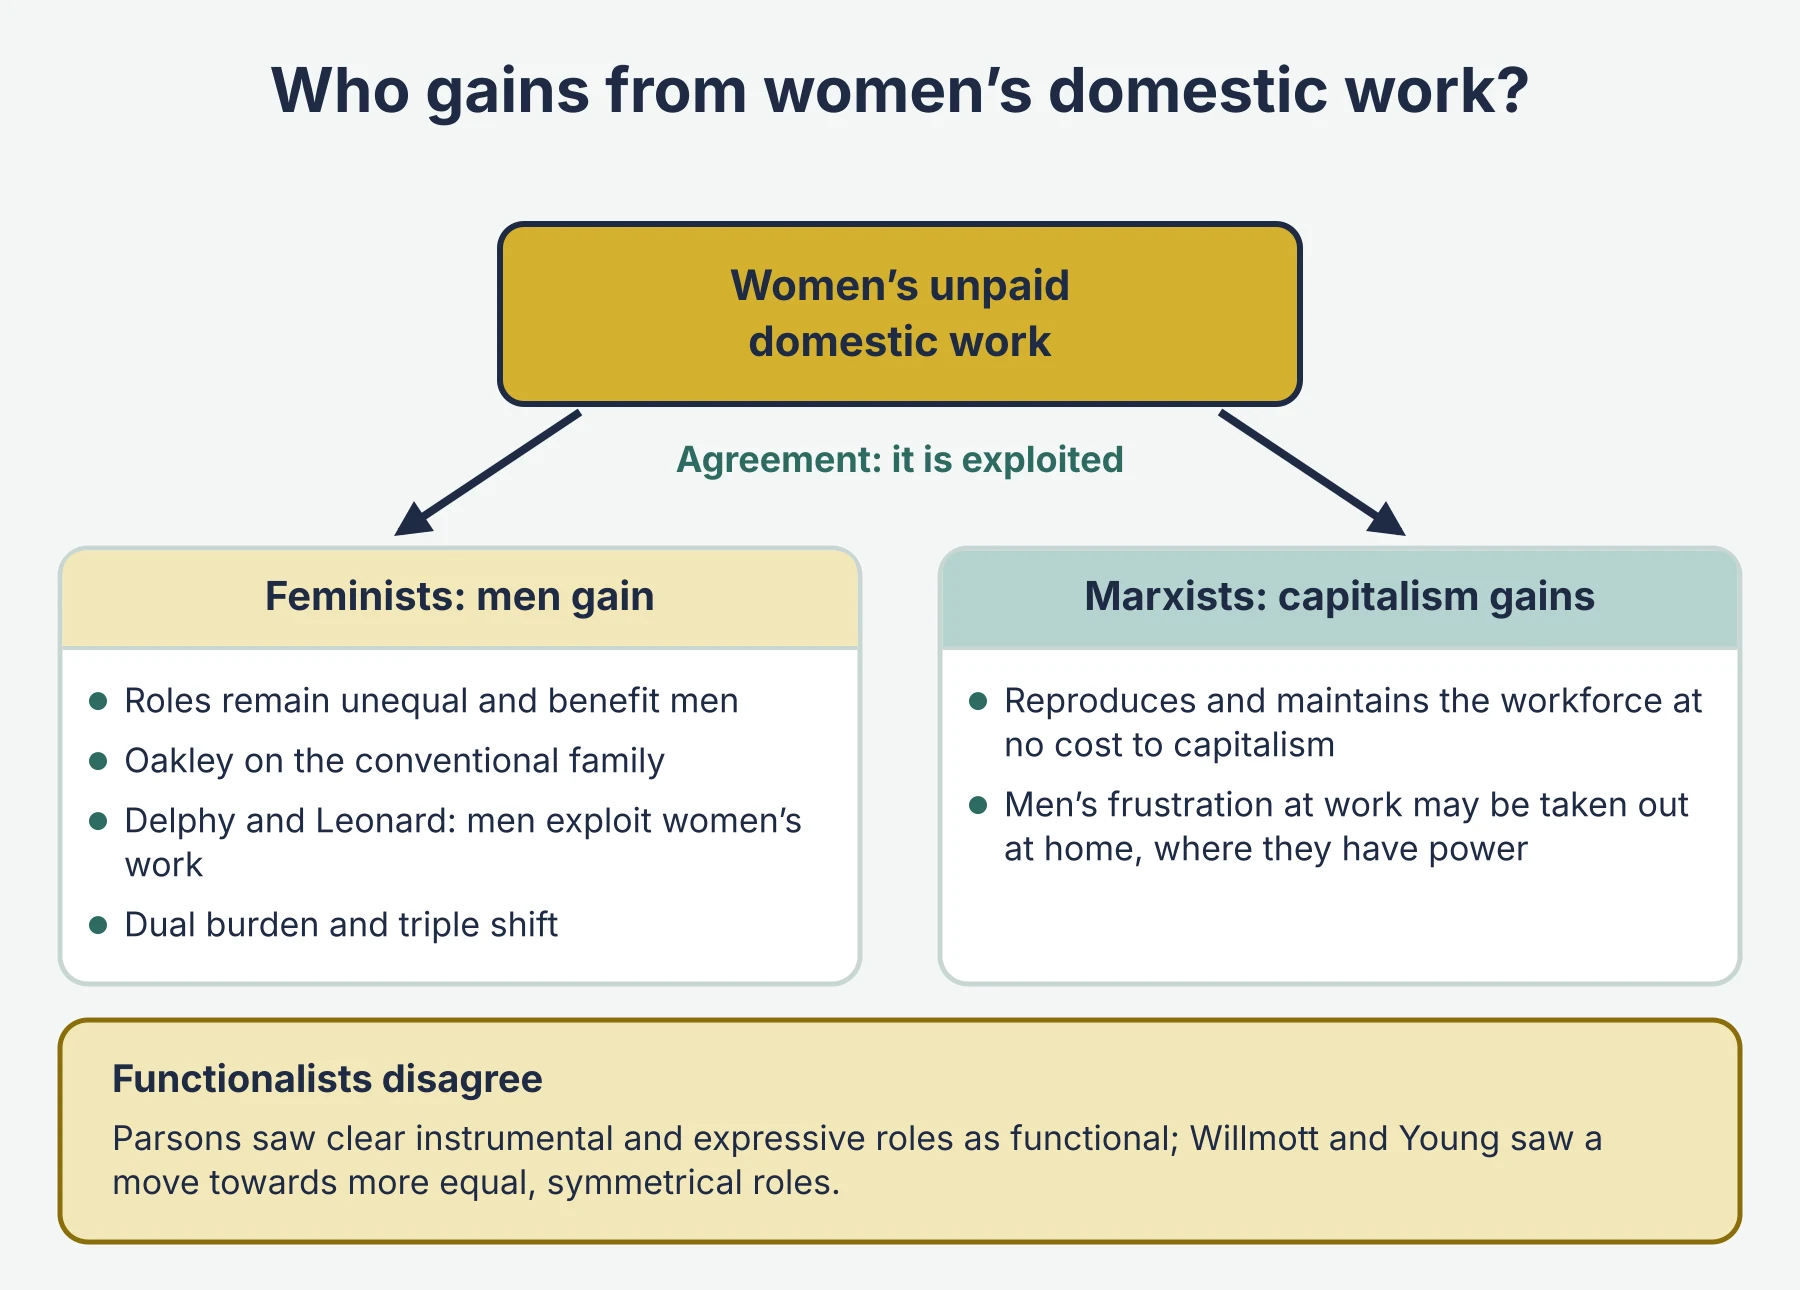 Who gains from women’s domestic work?
Women’s unpaid
domestic work
Agreement: it is exploited
Feminists: men gain
Roles remain unequal and benefit men
Oakley on the conventional family
Delphy and Leonard: men exploit women’s
work
Dual burden and triple shift
Marxists: capitalism gains
Reproduces and maintains the workforce at
no cost to capitalism
Men’s frustration at work may be taken out
at home, where they have power
Functionalists disagree
Parsons saw clear instrumental and expressive roles as functional; Willmott and Young saw a
move towards more equal, symmetrical roles.